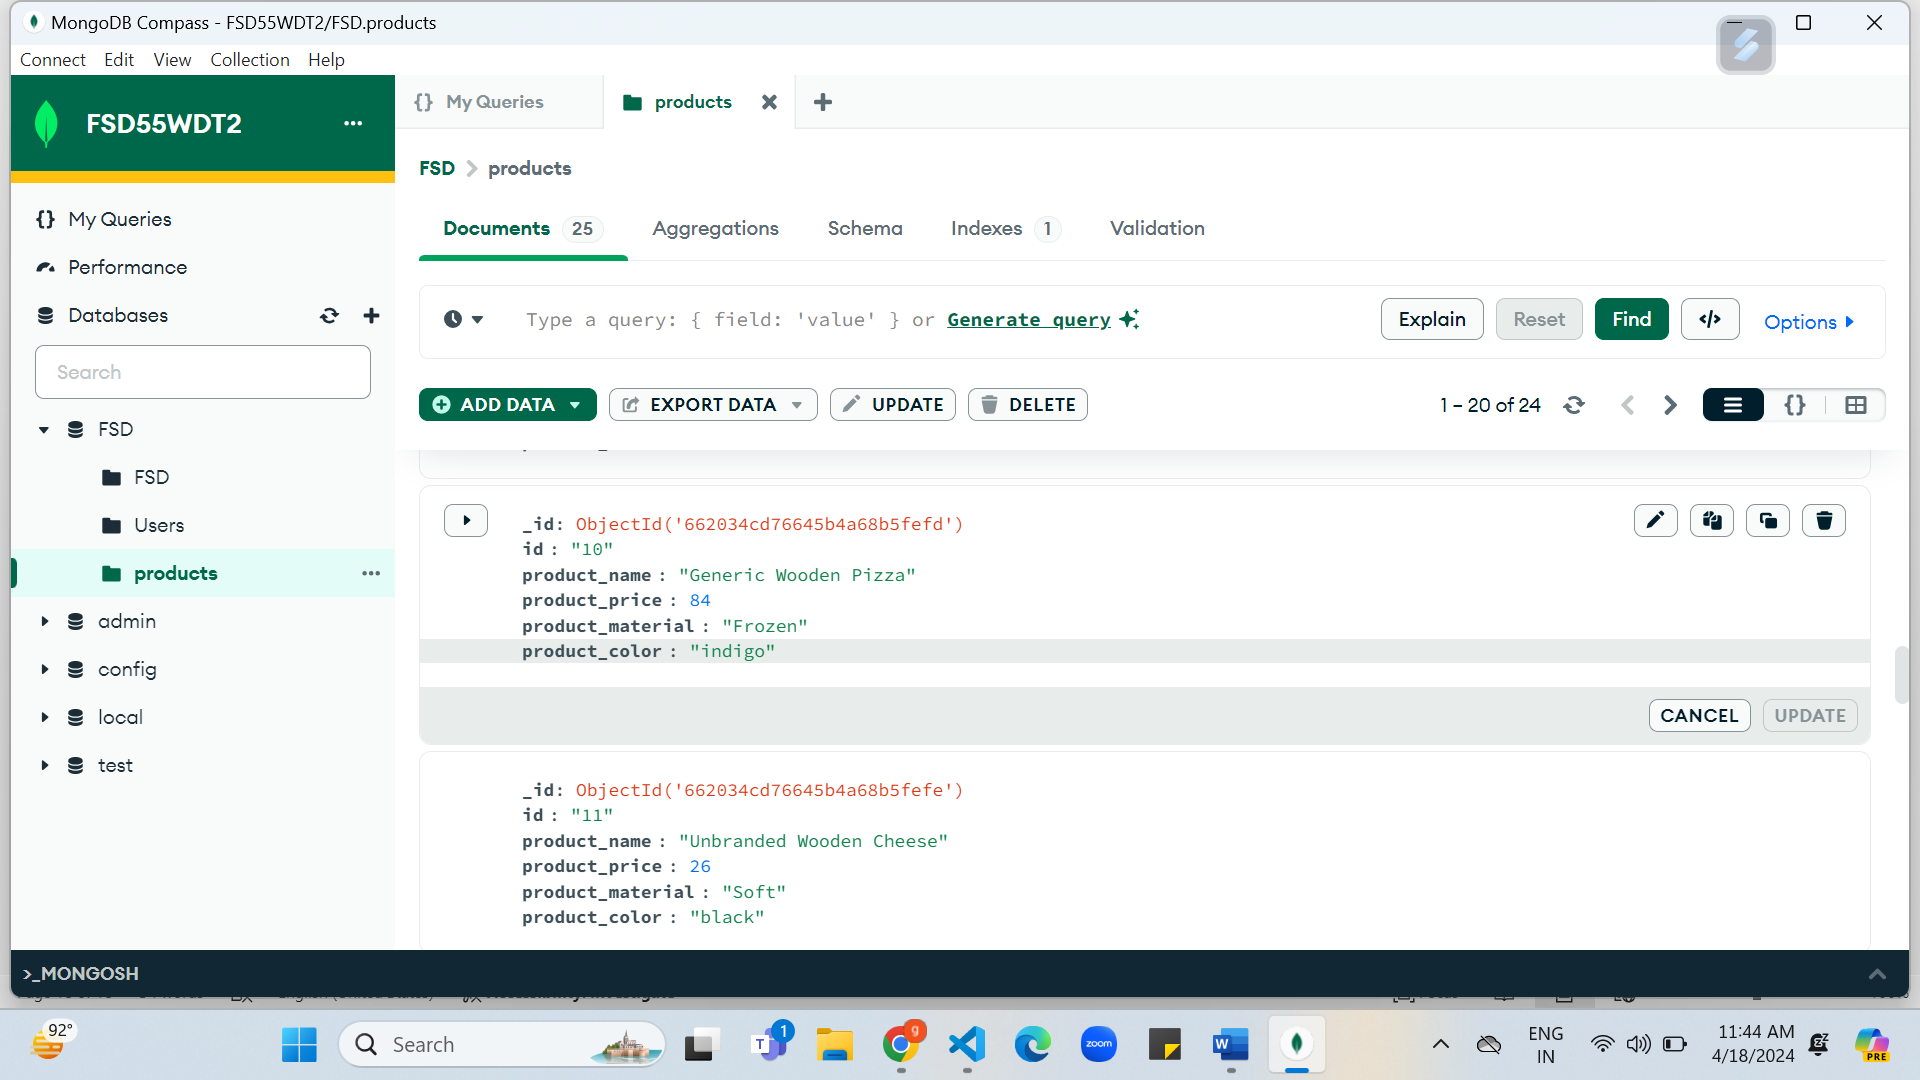 MongoDB Compass - FSD55WDT2/FSD.products
Connect Edit View Collection Help
FSD55WDT2
My Queries
products
FSD > products
My Queries
Performance
Databases
Search
FSD
FSD
Users
products
admin
config
local
test
Documents 25 Aggregations Schema Indexes 1 Validation
Type a query: { field: 'value' } or Generate query
Explain Reset Find </> Options
ADD DATA EXPORT DATA UPDATE DELETE
1 – 20 of 24
_id: ObjectId('662034cd76645b4a68b5fefd')
id : "10"
product_name : "Generic Wooden Pizza"
product_price : 84
product_material : "Frozen"
product_color : "indigo"
CANCEL UPDATE
_id: ObjectId('662034cd76645b4a68b5fefe')
id : "11"
product_name : "Unbranded Wooden Cheese"
product_price : 26
product_material : "Soft"
product_color : "black"
>_MONGOSH
92°
Search
1
T
g
zoom
W
ENG
IN
11:44 AM
4/18/2024
PRE